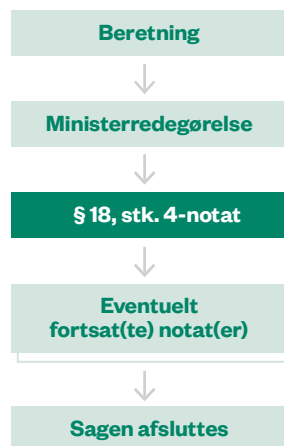 Beretning
Ministerredegørelse
§ 18, stk. 4-notat
Eventuelt
fortsat(te) notat(er)
Sagen afsluttes